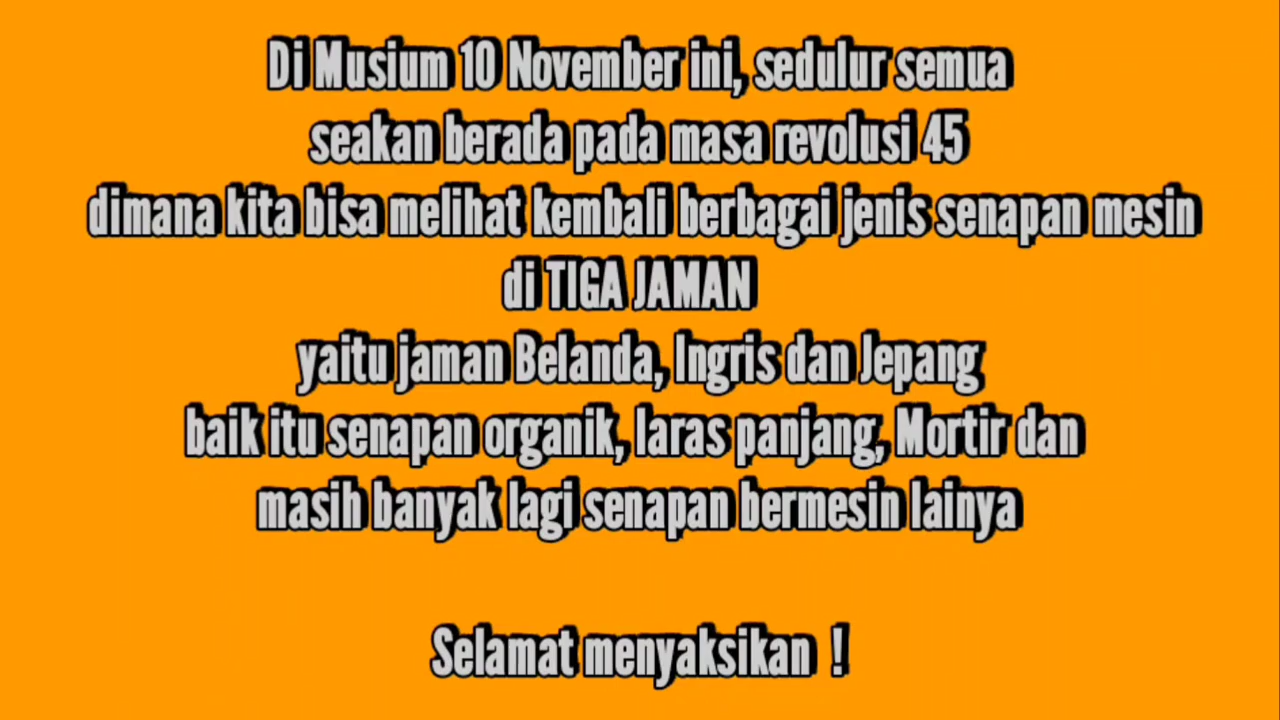 Di Musium 10 November ini, sedulur semua
seakan berada pada masa revolusi 45
dimana kita bisa melihat kembali berbagai jenis senapan mesin
di TIGA JAMAN
yaitu jaman Belanda, Ingris dan Jepang
baik itu senapan organik, laras panjang, Mortir dan
masih banyak lagi senapan bermesin lainya
Selamat menyaksikan !